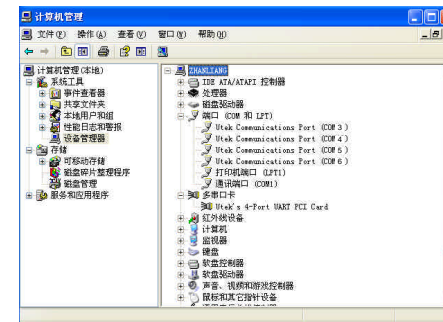 计算机管理
文件(F) 操作(A) 查看(V) 窗口(W) 帮助(H)
计算机管理(本地)
系统工具
事件查看器
共享文件夹
本地用户和组
性能日志和警报
设备管理器
存储
可移动存储
磁盘碎片整理程序
磁盘管理
服务和应用程序
ZHANLIANG
IDE ATA/ATAPI 控制器
处理器
磁盘驱动器
端口 (COM 和 LPT)
Utek Communications Port (COM 3)
Utek Communications Port (COM 4)
Utek Communications Port (COM 5)
Utek Communications Port (COM 6)
打印机端口 (LPT1)
通讯端口 (COM1)
多串口卡
Utek's 4-Port UART PCI Card
红外线设备
计算机
监视器
键盘
软盘控制器
软盘驱动器
声音、视频和游戏控制器
鼠标和其它指针设备